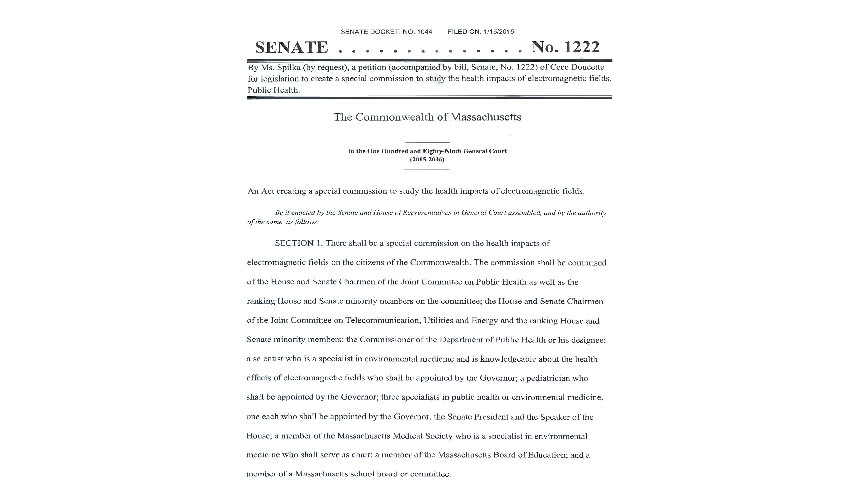 SENATE DOCKET, NO. 1044 FILED ON: 1/15/2015
SENATE . . . . . . . . . . . . . . No. 1222
By Ms. Spilka (by request), a petition (accompanied by bill, Senate, No. 1222) of Cece Doucette
for legislation to create a special commission to study the health impacts of electromagnetic fields.
Public Health.
The Commonwealth of Massachusetts
In the One Hundred and Eighty-Ninth General Court
(2015-2016)
An Act creating a special commission to study the health impacts of electromagnetic fields.
Be it enacted by the Senate and House of Representatives in General Court assembled, and by the authority
of the same, as follows:
SECTION 1. There shall be a special commission on the health impacts of
electromagnetic fields on the citizens of the Commonwealth. The commission shall be comprised
of the House and Senate Chairmen of the Joint Committee on Public Health as well as the
ranking House and Senate minority members on the committee; the House and Senate Chairmen
of the Joint Committee on Telecommunication, Utilities and Energy and the ranking House and
Senate minority members; the Commissioner of the Department of Public Health or his designee;
a scientist who is a specialist in environmental medicine and is knowledgeable about the health
effects of electromagnetic fields who shall be appointed by the Governor; a pediatrician who
shall be appointed by the Governor; three specialists in public health or environmental medicine,
one each who shall be appointed by the Governor, the Senate President and the Speaker of the
House; a member of the Massachusetts Medical Society who is a specialist in environmental
medicine who shall serve as chair; a member of the Massachusetts Board of Education; and a
member of a Massachusetts school board or committee.